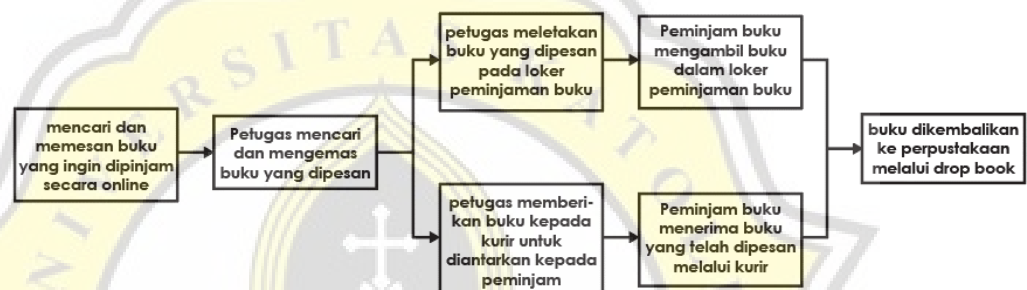 mencari dan
memesan buku
yang ingin dipinjam
secara online
Petugas mencari
dan mengemas
buku yang dipesan
petugas meletakan
buku yang dipesan
pada loker
peminjaman buku
Peminjam buku
mengambil buku
dalam loker
peminjaman buku
petugas memberi-
kan buku kepada
kurir untuk
diantarkan kepada
peminjam
Peminjam buku
menerima buku
yang telah dipesan
melalui kurir
buku dikembalikan
ke perpustakaan
melalui drop book